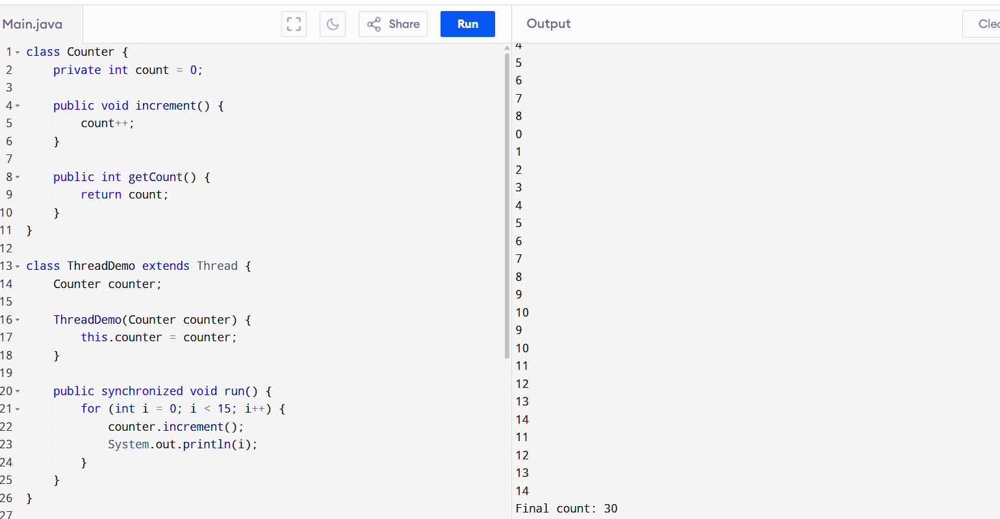 Main.java
Share
Run
Output
1 class Counter {
2     private int count = 0;
3
4     public void increment() {
5         count++;
6     }
7
8     public int getCount() {
9         return count;
10     }
11 }
12
13 class ThreadDemo extends Thread {
14     Counter counter;
15
16     ThreadDemo(Counter counter) {
17         this.counter = counter;
18     }
19
20     public synchronized void run() {
21         for (int i = 0; i < 15; i++) {
22             counter.increment();
23             System.out.println(i);
24         }
25     }
26 }
27
4
5
6
7
8
0
1
2
3
4
5
6
7
8
9
10
9
10
11
12
13
14
11
12
13
14
Final count: 30